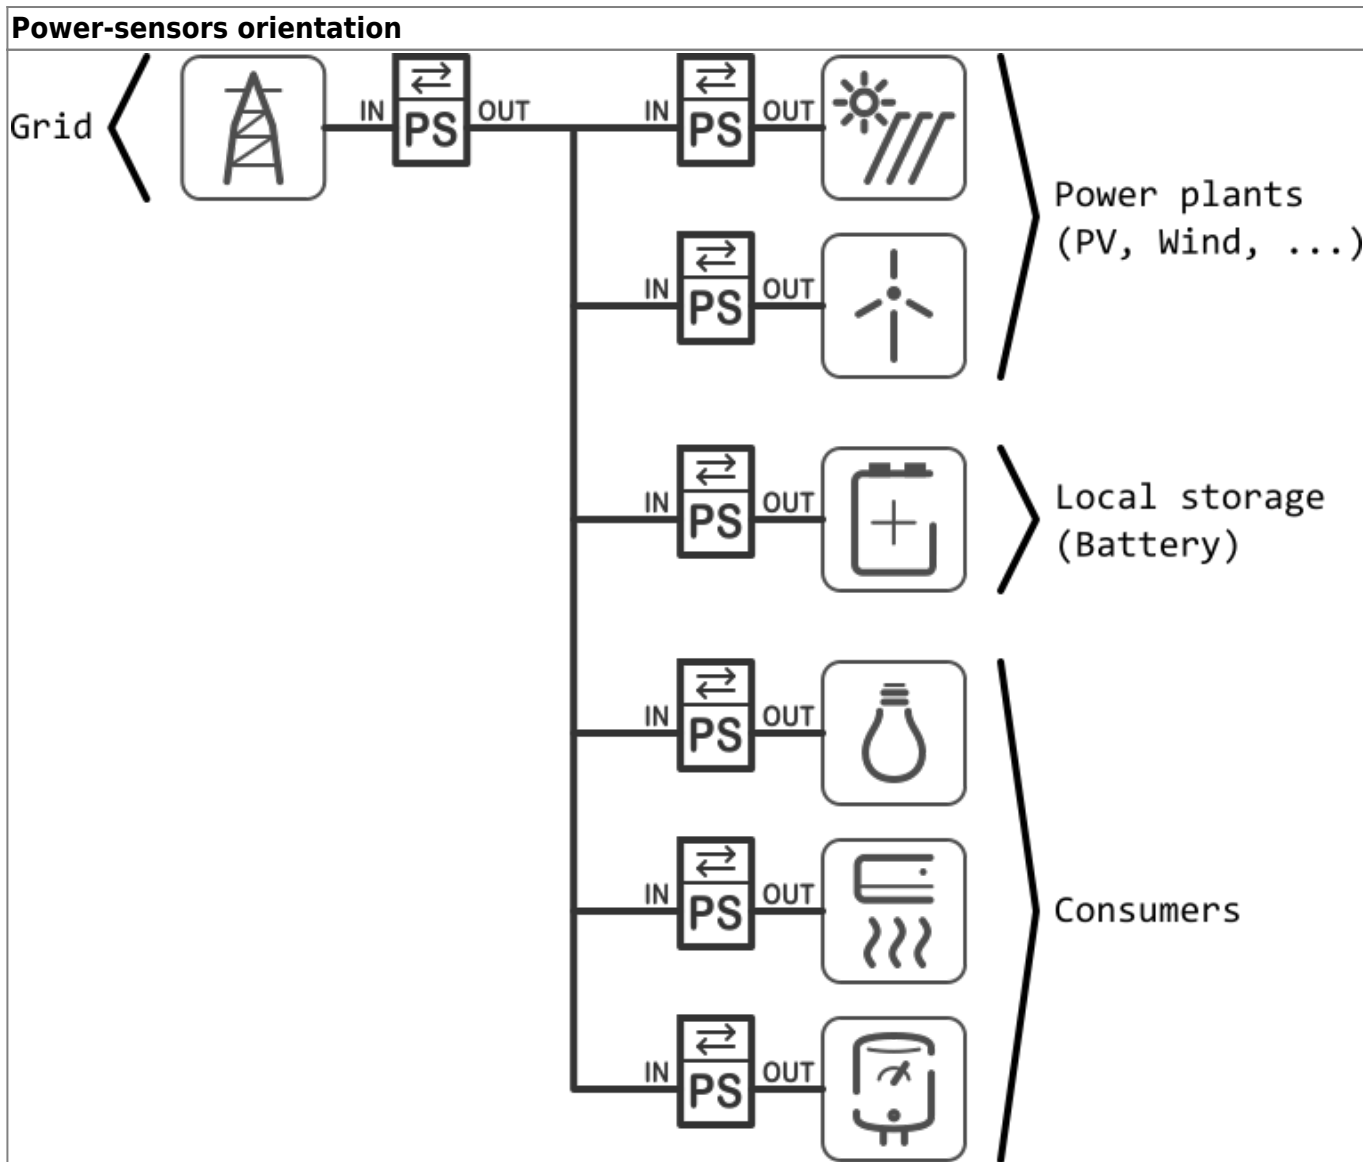 Power-sensors orientation
Grid
IN
PS
OUT
IN
PS
OUT
Power plants
(PV, Wind, ...)
IN
PS
OUT
IN
PS
OUT
Local storage
(Battery)
IN
PS
OUT
IN
PS
OUT
Consumers
IN
PS
OUT